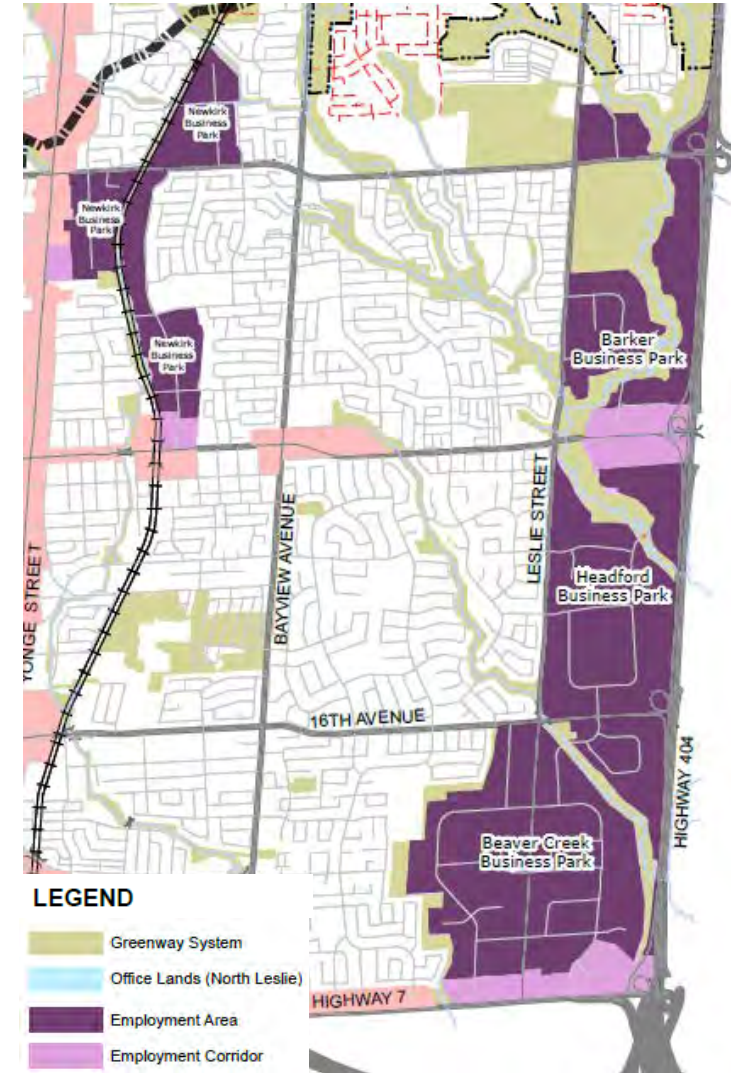 Newkirk
Business
Park
Newkirk
Business
Park
Newkirk
Business
Park
Barker
Business Park
LESLIE STREET
BAYVIEW AVENUE
YONGE STREET
Headford
Business Park
16TH AVENUE
HIGHWAY 404
Beaver Creek
Business Park
HIGHWAY 7
LEGEND
Greenway System
Office Lands (North Leslie)
Employment Area
Employment Corridor